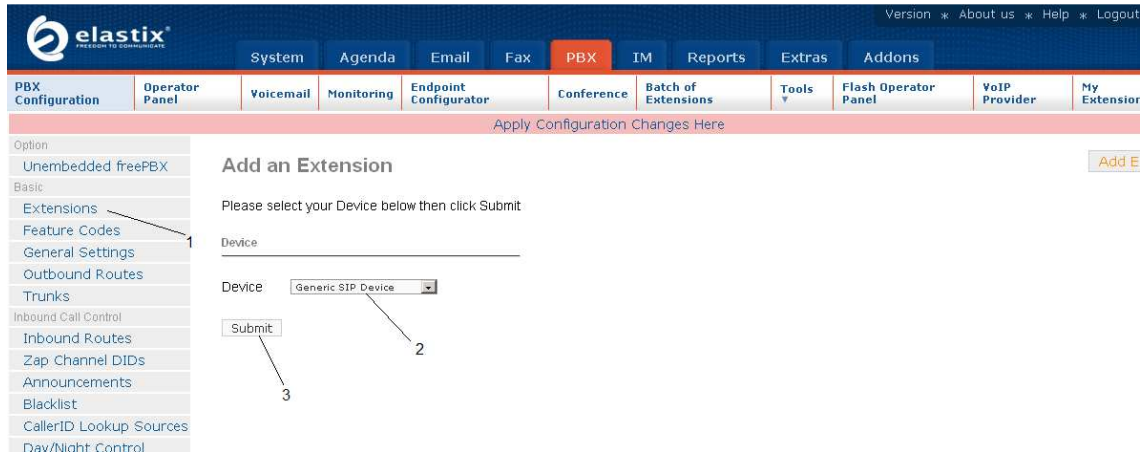 Version * About us * Help * Logout
elastix®
FREEDOM TO COMMUNICATE
System Agenda Email Fax PBX IM Reports Extras Addons
PBX Configuration Operator Panel Voicemail Monitoring Endpoint Configurator Conference Batch of Extensions Tools Flash Operator Panel VoIP Provider My Extension
Apply Configuration Changes Here
Option
Unembedded freePBX
Basic
Extensions
Feature Codes
General Settings
Outbound Routes
Trunks
Inbound Call Control
Inbound Routes
Zap Channel DIDs
Announcements
Blacklist
CallerID Lookup Sources
Day/Night Control
Add an Extension
Add E
Please select your Device below then click Submit
Device
Device Generic SIP Device
Submit
1
2
3